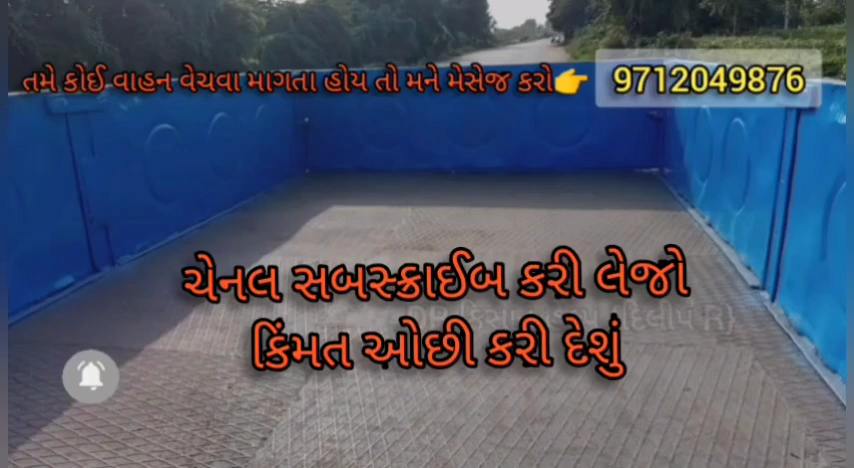 તમે કોઈ વાહન વેચવા માગતા હોય તો મને મેસેજ કરો👉 9712049876
ચેનલ સબસ્ક્રાઈબ કરી લેજો
કિંમત ઓછી કરી દેશું